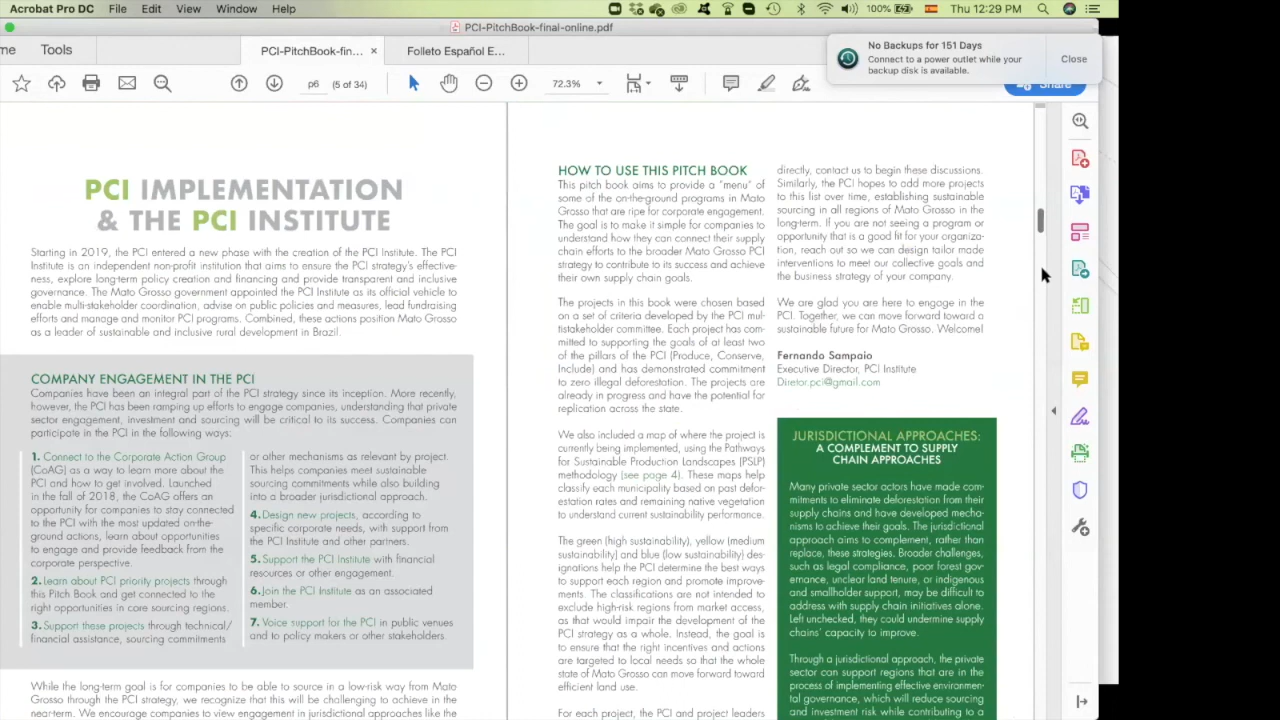 Acrobat Pro DC File Edit View Window Help
100% Thu 12:29 PM
PCI-PitchBook-final-online.pdf
me Tools PCI-PitchBook-fin... × Folleto Español E...
No Backups for 151 Days
Connect to a power outlet while your
backup disk is available.
Close
p6 (5 of 34) 72.3%
Share
PCI IMPLEMENTATION
& THE PCI INSTITUTE
Starting in 2019, the PCI entered a new phase with the creation of the PCI Institute. The PCI
Institute is an independent non-profit institution that aims to ensure the PCI strategy's effective-
ness, explore long-term policy creation and financing and provide transparent and inclusive
governance. The Mato Grosso government appointed the PCI Institute as its official vehicle to
enable multi-stakeholder coordination, advise on public policies and measures, lead fundraising
efforts and manage and monitor PCI programs. Combined, these actions position Mato Grosso
as a leader of sustainable and inclusive rural development in Brazil.
COMPANY ENGAGEMENT IN THE PCI
Companies have been an integral part of the PCI strategy since its inception. More recently,
however, the PCI has been ramping up efforts to engage companies, understanding that private
sector engagement, investment and sourcing will be critical to its success. Companies can
participate in the PCI in the following ways:
1. Connect to the Corporate Action Group
(CoAG) as a way to learn more about the
PCI and how to get involved. Launched
in the fall of 2018, the CoAG offers an
opportunity for companies to be connected
to the PCI with the most updated on-the-
ground actions, learn about opportunities
to engage and provide feedback from the
corporate perspective.
2. Learn about PCI priority projects through
this Pitch Book and get connected to the
right opportunities in core sourcing regions.
3. Support these projects through technical/
financial assistance, sourcing commitments
or other mechanisms as relevant by project.
This helps companies meet sustainable
sourcing commitments while also building
into a broader jurisdictional approach.
4. Design new projects, according to
specific corporate needs, with support from
the PCI Institute and other partners.
5. Support the PCI Institute with financial
resources or other engagement.
6. Join the PCI Institute as an associated
member.
7. Voice support for the PCI in public venues
and to policy makers or other stakeholders.
While the long-term goal is for companies to be able to source in a low-risk way from Mato
Grosso through the PCI strategy, we recognize that this will be challenging to achieve in the
near-term. We encourage companies to view engagement in jurisdictional approaches like the
HOW TO USE THIS PITCH BOOK
This pitch book aims to provide a "menu" of
some of the on-the-ground programs in Mato
Grosso that are ripe for corporate engagement.
The goal is to make it simple for companies to
understand how they can connect their supply
chain efforts to the broader Mato Grosso PCI
strategy to contribute to its success and achieve
their own supply chain goals.
The projects in this book were chosen based
on a set of criteria developed by the PCI mul-
tistakeholder committee. Each project has com-
mitted to supporting the goals of at least two
of the pillars of the PCI (Produce, Conserve,
Include) and has demonstrated commitment
to zero illegal deforestation. The projects are
already in progress and have the potential for
replication across the state.
We also included a map of where the project is
currently being implemented, using the Pathways
for Sustainable Production Landscapes (PSLP)
methodology (see page 4). These maps help
classify each municipality based on past defor-
estation rates and remaining native vegetation
to understand current sustainability performance.
The green (high sustainability), yellow (medium
sustainability) and blue (low sustainability) des-
ignations help the PCI determine the best ways
to support each region and promote improve-
ments. The classifications are not intended to
exclude high-risk regions from market access,
as that would impair the development of the
PCI strategy as a whole. Instead, the goal is
to ensure that the right incentives and actions
are targeted to local needs so that the whole
state of Mato Grosso can move forward toward
efficient land use.
For each project, the PCI and project leaders
directly, contact us to begin these discussions.
Similarly, the PCI hopes to add more projects
to this list over time, establishing sustainable
sourcing in all regions of Mato Grosso in the
long-term. If you are not seeing a program or
opportunity that is a good fit for your organiza-
tion, reach out so we can design tailor made
interventions to meet our collective goals and
the business strategy of your company.
We are glad you are here to engage in the
PCI. Together, we can move forward toward a
sustainable future for Mato Grosso. Welcome!
Fernando Sampaio
Executive Director, PCI Institute
Diretor.pci@gmail.com
JURISDICTIONAL APPROACHES:
A COMPLEMENT TO SUPPLY
CHAIN APPROACHES
Many private sector actors have made com-
mitments to eliminate deforestation from their
supply chains and have developed mecha-
nisms to achieve their goals. The jurisdictional
approach aims to complement, rather than
replace, these strategies. Broader challenges,
such as legal compliance, poor forest gov-
ernance, unclear land tenure, or indigenous
and smallholder support, may be difficult to
address with supply chain initiatives alone.
Left unchecked, they could undermine supply
chains' capacity to improve.
Through a jurisdictional approach, the private
sector can support regions that are in the
process of implementing effective environmen-
tal governance, which will reduce sourcing
and investment risk while contributing to a